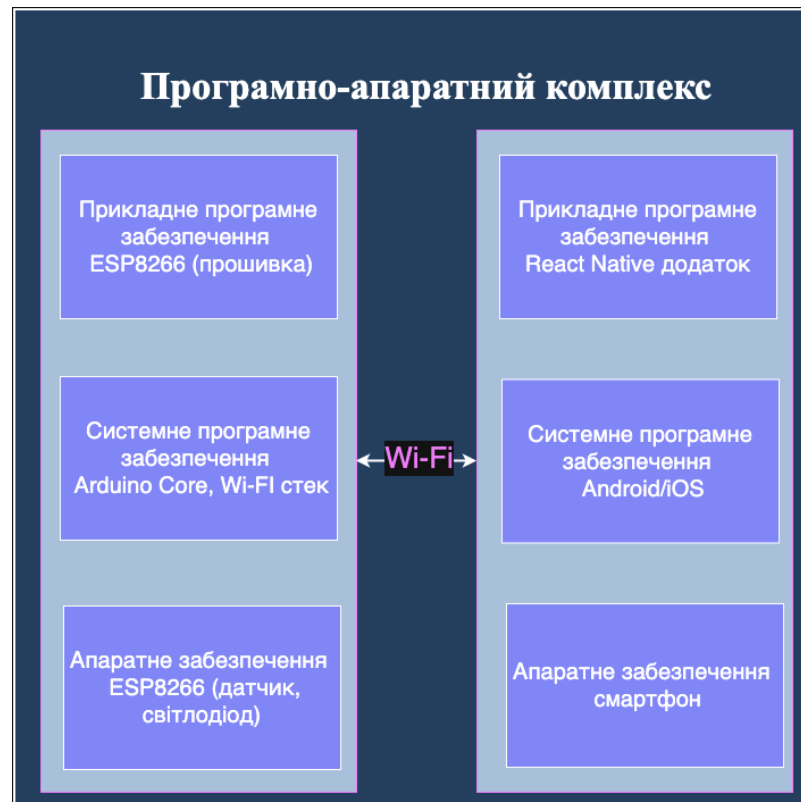 Програмно-апаратний комплекс
Прикладне програмне
забезпечення
ESP8266 (прошивка)
Системне програмне
забезпечення
Arduino Core, Wi-FI стек
Апаратне забезпечення
ESP8266 (датчик,
світлодіод)
Wi-Fi
Прикладне програмне
забезпечення
React Native додаток
Системне програмне
забезпечення
Android/iOS
Апаратне забезпечення
смартфон